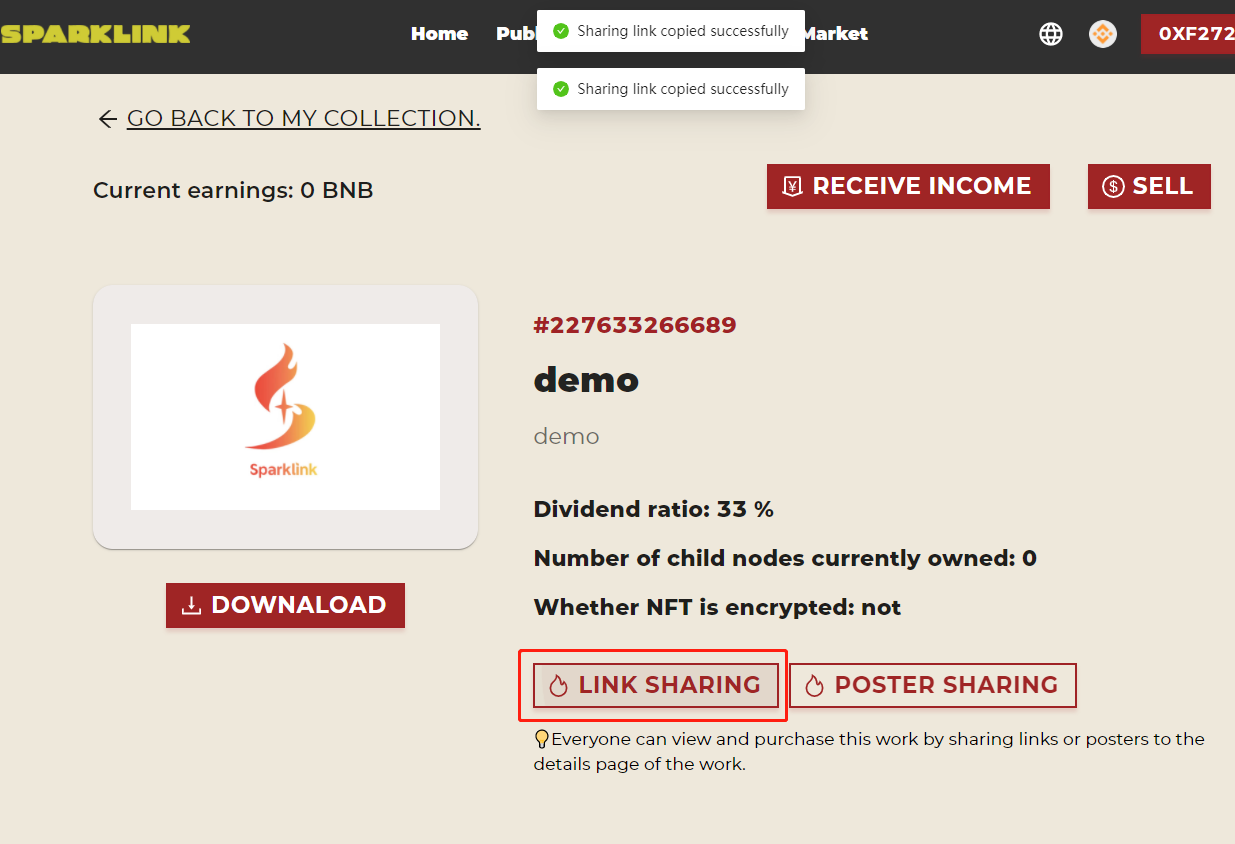 SPARKLINK
Home
Sharing link copied successfully
Market
0XF272
Sharing link copied successfully
GO BACK TO MY COLLECTION.
Current earnings: 0 BNB
RECEIVE INCOME
SELL
#227633266689
demo
demo
Sparklink
Dividend ratio: 33 %
Number of child nodes currently owned: 0
DOWNALOAD
Whether NFT is encrypted: not
LINK SHARING
POSTER SHARING
Everyone can view and purchase this work by sharing links or posters to the
details page of the work.